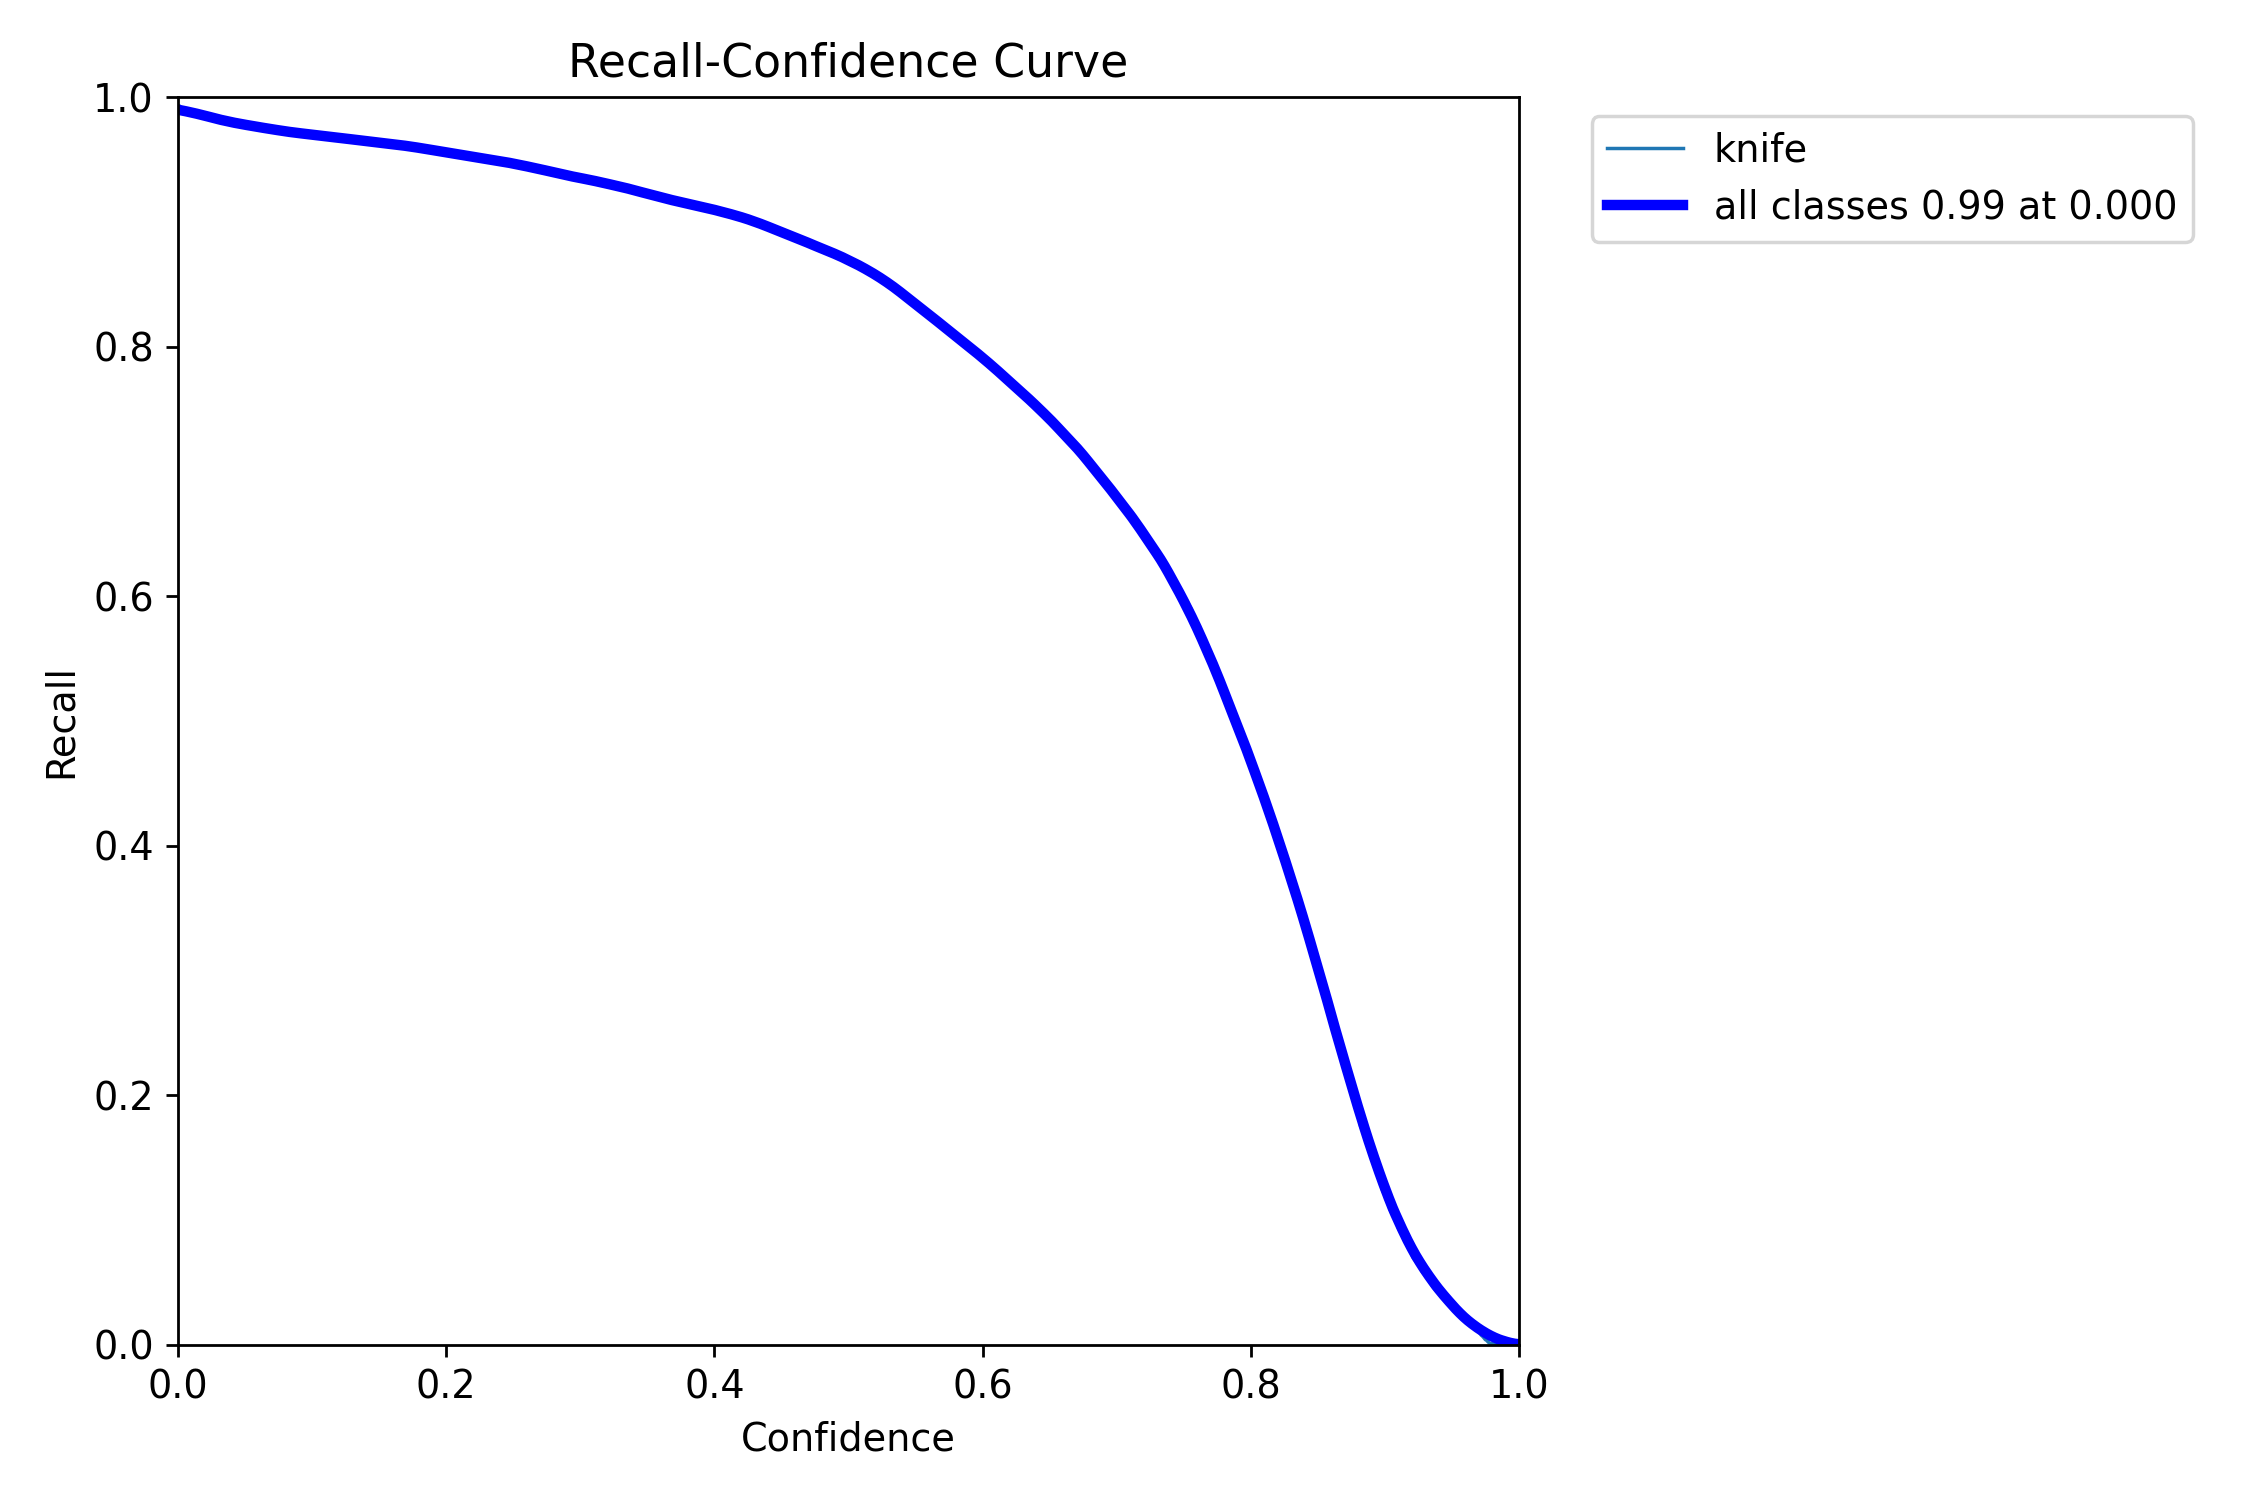 Recall-Confidence Curve
1.0
0.8
0.6
0.4
0.2
0.0
Recall
0.0 0.2 0.4 0.6 0.8 1.0
Confidence
knife
all classes 0.99 at 0.000